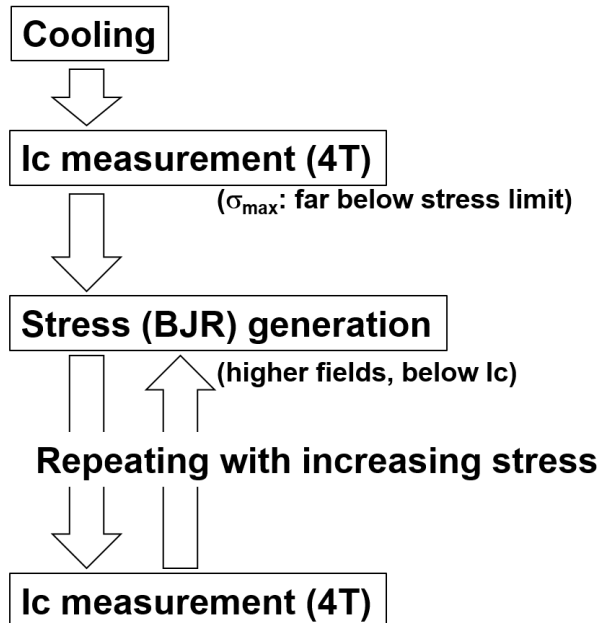 Cooling
Ic measurement (4T)
(σmax: far below stress limit)
Stress (BJR) generation
(higher fields, below Ic)
Repeating with increasing stress
Ic measurement (4T)